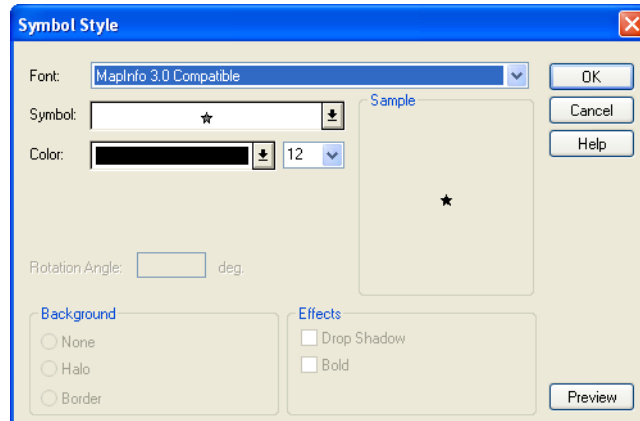 Symbol Style
Font: MapInfo 3.0 Compatible
OK
Symbol:
Sample
Cancel
Color: 12
Help
Rotation Angle: deg.
Background
None
Halo
Border
Effects
Drop Shadow
Bold
Preview